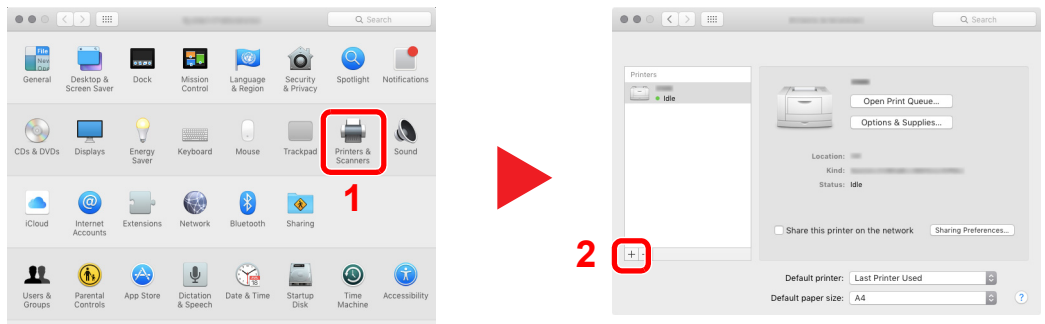 Search
File
Nav
Dpl
General
Desktop &
Screen Saver
Dock
Mission
Control
Language
& Region
Security
& Privacy
Spotlight
Notifications
CDs & DVDs
Displays
Energy
Saver
Keyboard
Mouse
Trackpad
Printers &
Scanners
Sound
1
iCloud
Internet
Accounts
Extensions
Network
Bluetooth
Sharing
Users &
Groups
Parental
Controls
App Store
Dictation
& Speech
Date & Time
18
Startup
Disk
Time
Machine
Accessibility
Search
Printers
Idle
Open Print Queue...
Options & Supplies...
Location:
Kind:
Status: Idle
Share this printer on the network
Sharing Preferences...
2
+ -
Default printer: Last Printer Used
Default paper size: A4
?